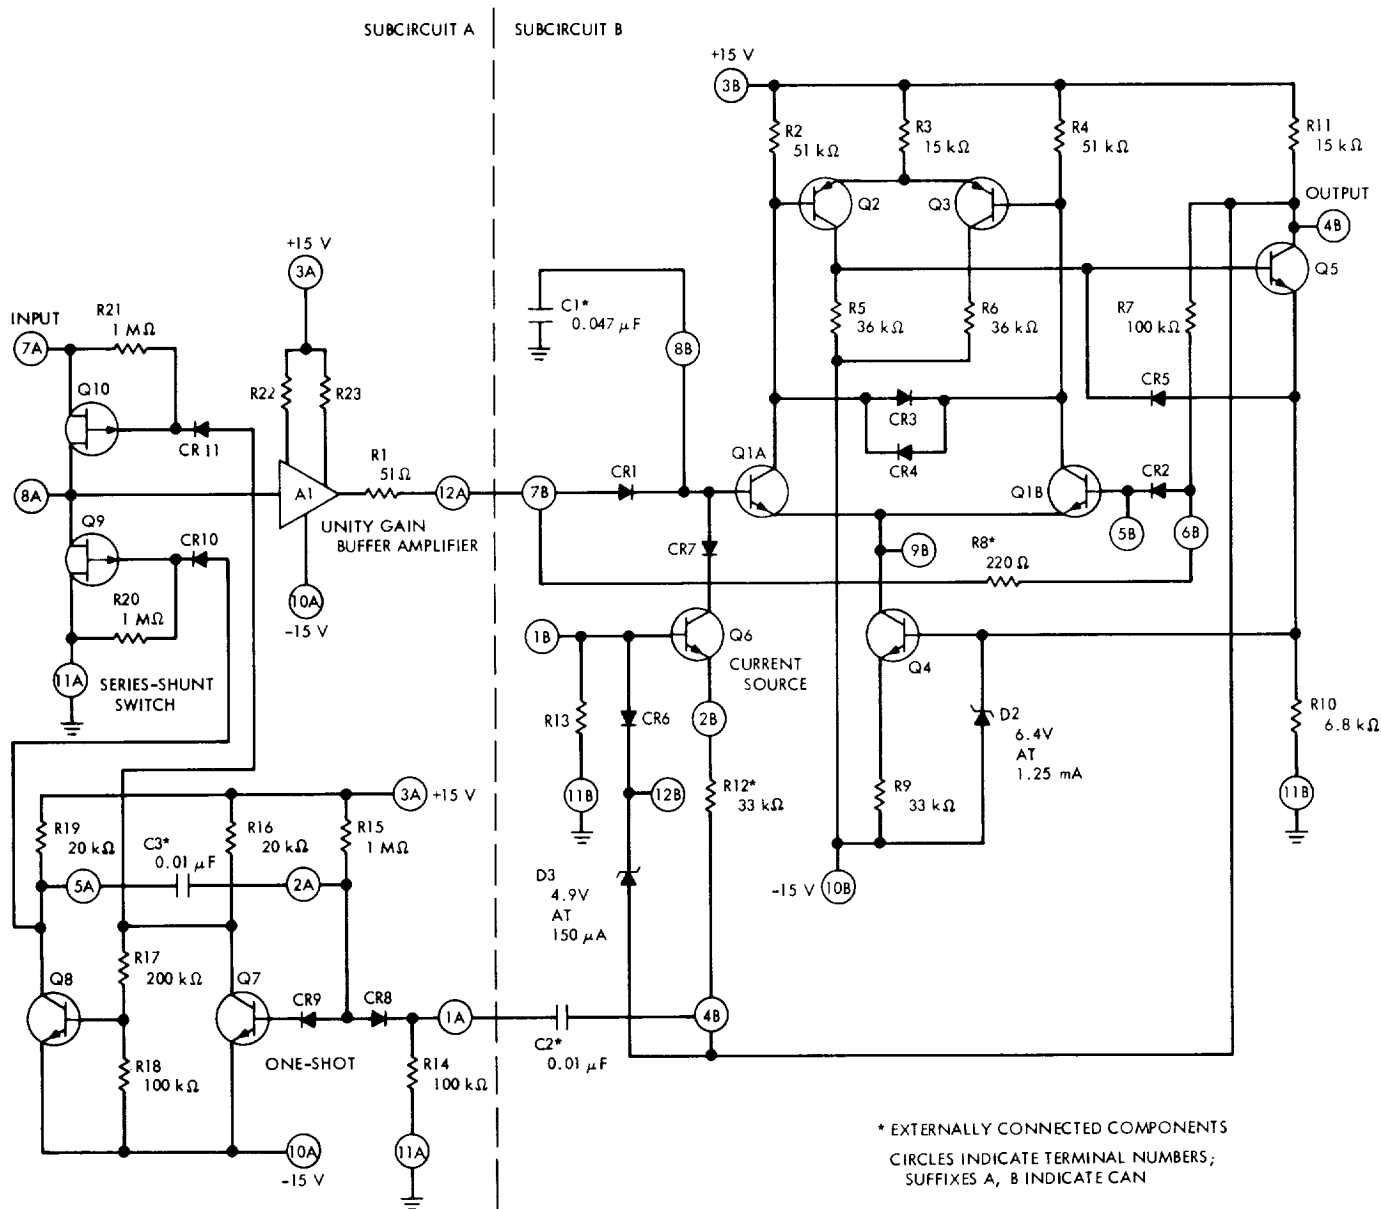 SUBCIRCUIT A
SUBCIRCUIT B
+15 V
3B
R2
51 kΩ
R3
15 kΩ
R4
51 kΩ
R11
15 kΩ
Q2
Q3
OUTPUT
4B
Q5
+15 V
3A
C1*
0.047 μF
8B
R5
36 kΩ
R6
36 kΩ
R7
100 kΩ
INPUT
7A
R21
1 MΩ
Q10
CR11
R22
R23
CR3
CR4
CR5
8A
A1
R1
51 Ω
12A
7B
CR1
Q1A
Q1B
CR2
5B
6B
UNITY GAIN
BUFFER AMPLIFIER
Q9
CR10
R20
1 MΩ
10A
-15 V
CR7
9B
R8*
220 Ω
11A
SERIES-SHUNT
SWITCH
1B
Q6
CURRENT
SOURCE
Q4
R13
CR6
2B
D2
6.4V
AT
1.25 mA
R10
6.8 kΩ
11B
12B
R12*
33 kΩ
R9
33 kΩ
11B
3A
+15 V
R19
20 kΩ
C3*
0.01 μF
R16
20 kΩ
R15
1 MΩ
5A
2A
D3
4.9V
AT
150 μA
-15 V
10B
R17
200 kΩ
Q8
Q7
CR9
CR8
1A
4B
C2*
0.01 μF
R18
100 kΩ
ONE-SHOT
R14
100 kΩ
10A
-15 V
11A
* EXTERNALLY CONNECTED COMPONENTS
CIRCLES INDICATE TERMINAL NUMBERS;
SUFFIXES A, B INDICATE CAN